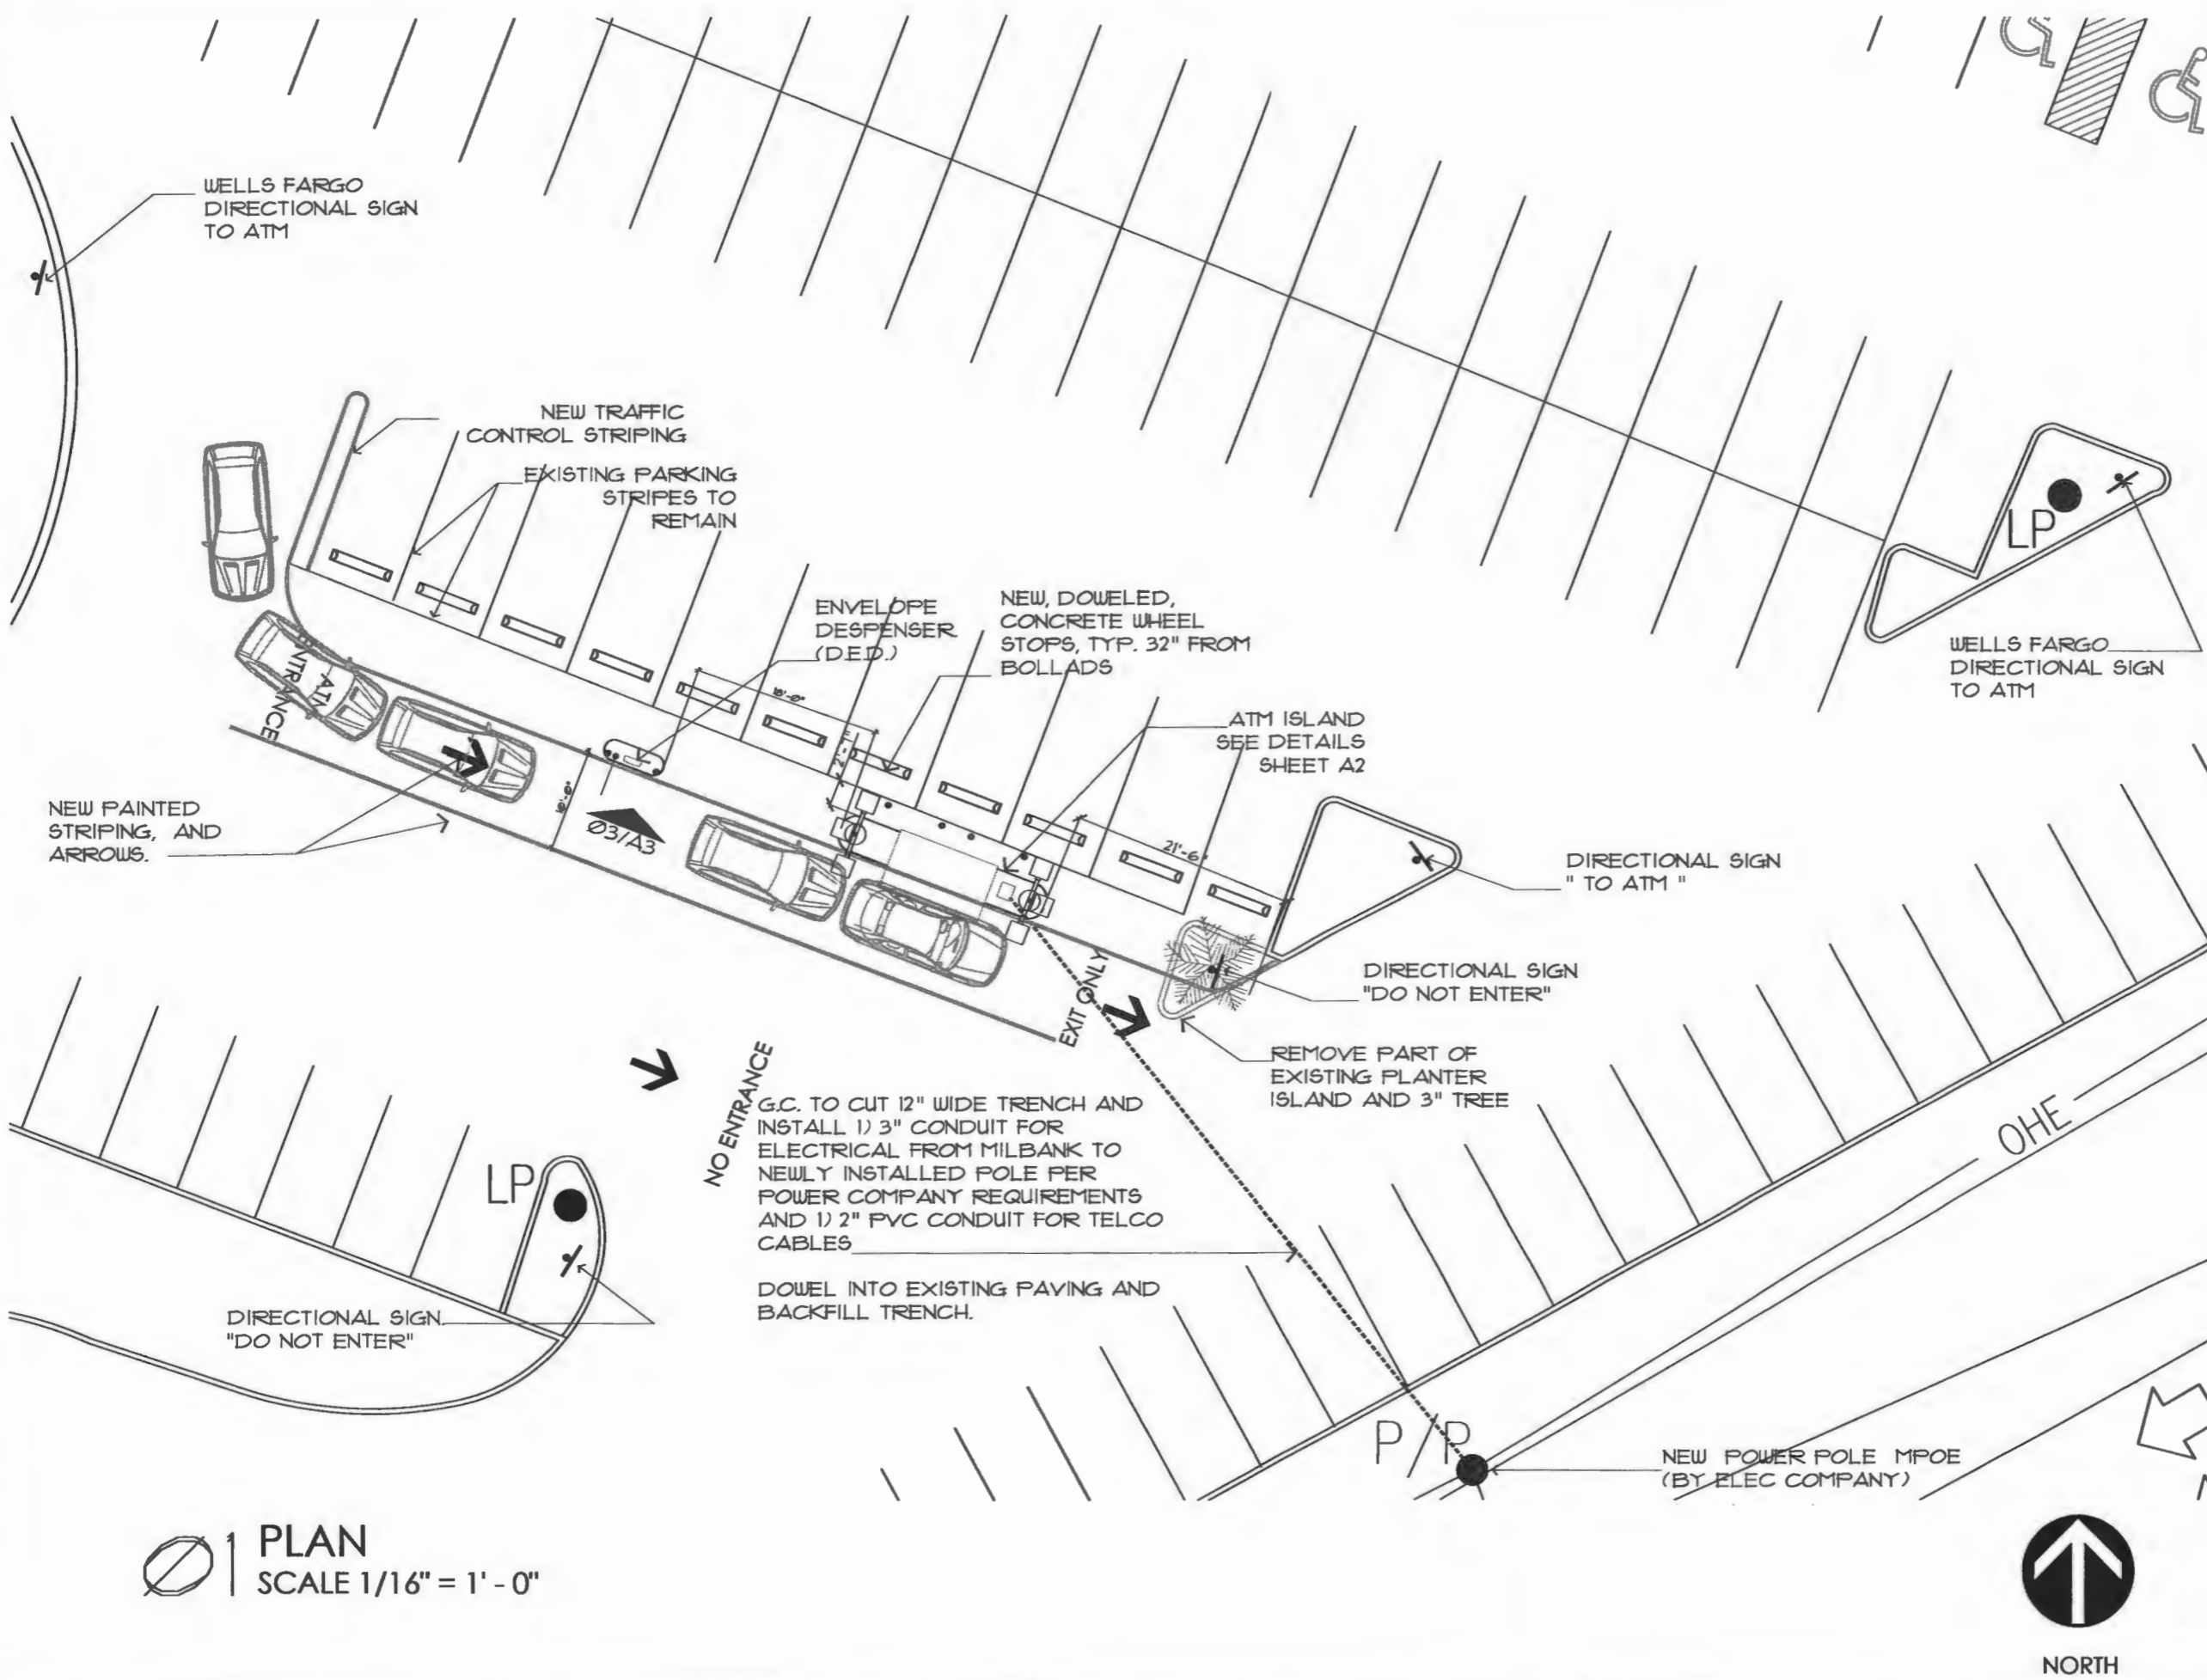 WELLS FARGO
DIRECTIONAL SIGN
TO ATM
NEW TRAFFIC
CONTROL STRIPING
EXISTING PARKING
STRIPES TO
REMAIN
ENVELOPE
DESPENSER
(D.E.D.)
NEW, DOWELED,
CONCRETE WHEEL
STOPS, TYP. 32" FROM
BOLLADS
LP
WELLS FARGO
DIRECTIONAL SIGN
TO ATM
ATM ISLAND
SEE DETAILS
SHEET A2
ATM
ENTRANCE
2'-1"
21'-6"
NEW PAINTED
STRIPING, AND
ARROWS.
Ø3/A3
DIRECTIONAL SIGN
" TO ATM "
DIRECTIONAL SIGN
"DO NOT ENTER"
EXIT ONLY
REMOVE PART OF
EXISTING PLANTER
ISLAND AND 3" TREE
NO ENTRANCE
G.C. TO CUT 12" WIDE TRENCH AND
INSTALL 1) 3" CONDUIT FOR
ELECTRICAL FROM MILBANK TO
NEWLY INSTALLED POLE PER
POWER COMPANY REQUIREMENTS
AND 1) 2" PVC CONDUIT FOR TELCO
CABLES
DOWEL INTO EXISTING PAVING AND
BACKFILL TRENCH.
OHE
LP
DIRECTIONAL SIGN
"DO NOT ENTER"
P/P
NEW POWER POLE MPOE
(BY ELEC COMPANY)
Ø1 PLAN
SCALE 1/16" = 1' - 0"
NORTH